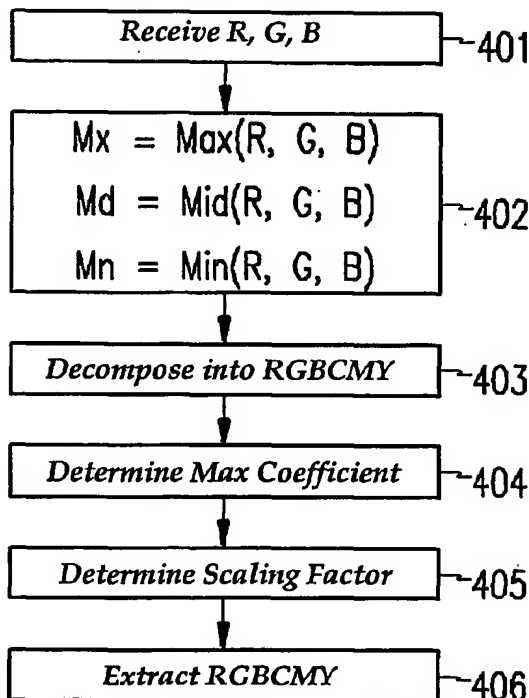 Receive R, G, B
401
Mx = Max(R, G, B)
Md = Mid(R, G, B)
Mn = Min(R, G, B)
402
Decompose into RGBCMY
403
Determine Max Coefficient
404
Determine Scaling Factor
405
Extract RGBCMY
406